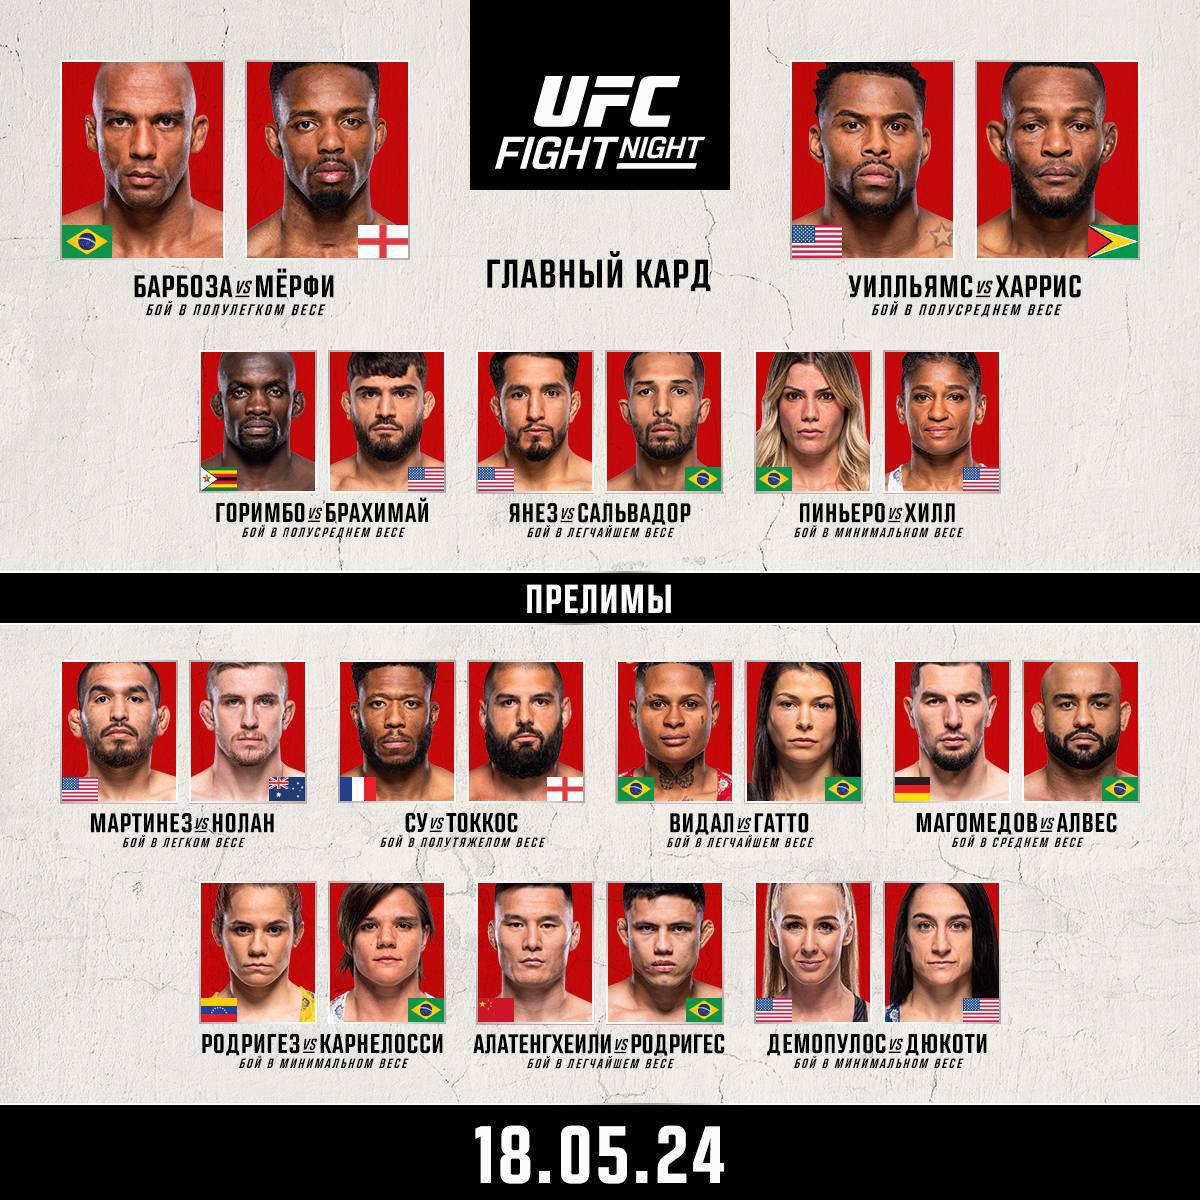 UFC
FIGHT NIGHT
БАРБОЗА VS МЁРФИ
БОЙ В ПОЛУЛЕГКОМ ВЕСЕ
ГЛАВНЫЙ КАРД
УИЛЛЬЯМС VS ХАРРИС
БОЙ В ПОЛУСРЕДНЕМ ВЕСЕ
ГОРИМБО VS БРАХИМАЙ
БОЙ В ПОЛУСРЕДНЕМ ВЕСЕ
ЯНЕЗ VS САЛЬВАДОР
БОЙ В ЛЕГЧАЙШЕМ ВЕСЕ
ПИНЬЕРО VS ХИЛЛ
БОЙ В МИНИМАЛЬНОМ ВЕСЕ
ПРЕЛИМЫ
МАРТИНЕЗ VS НОЛАН
БОЙ В ЛЕГКОМ ВЕСЕ
СУ VS ТОККОС
БОЙ В ПОЛУТЯЖЕЛОМ ВЕСЕ
ВИДАЛ VS ГАТТО
БОЙ В ЛЕГЧАЙШЕМ ВЕСЕ
МАГОМЕДОВ VS АЛВЕС
БОЙ В СРЕДНЕМ ВЕСЕ
РОДРИГЕЗ VS КАРНЕЛОССИ
БОЙ В МИНИМАЛЬНОМ ВЕСЕ
АЛАТЕНГХЕИЛИ VS РОДРИГЕС
БОЙ В ЛЕГЧАЙШЕМ ВЕСЕ
ДЕМОПУЛОС VS ДЮКОТИ
БОЙ В МИНИМАЛЬНОМ ВЕСЕ
18.05.24